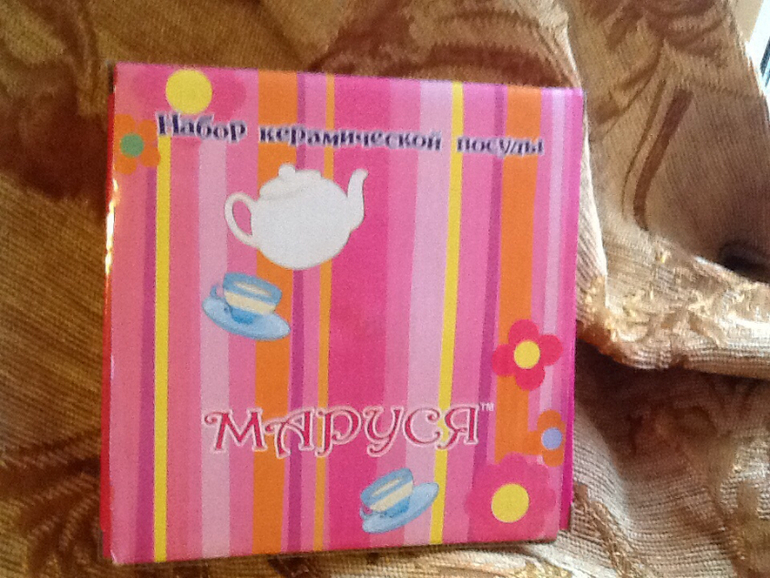 Набор керамической посуды
МАРУСЯ™